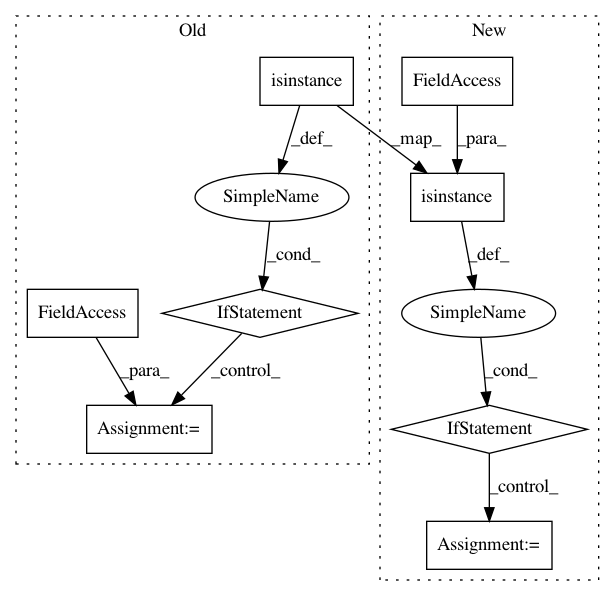 Old
New
isinstance
FieldAccess
_def_
_map_
_para_
SimpleName
isinstance
_cond_
_def_
FieldAccess
IfStatement
SimpleName
_para_
_control_
_cond_
Assignment:=
IfStatement
_control_
Assignment:=